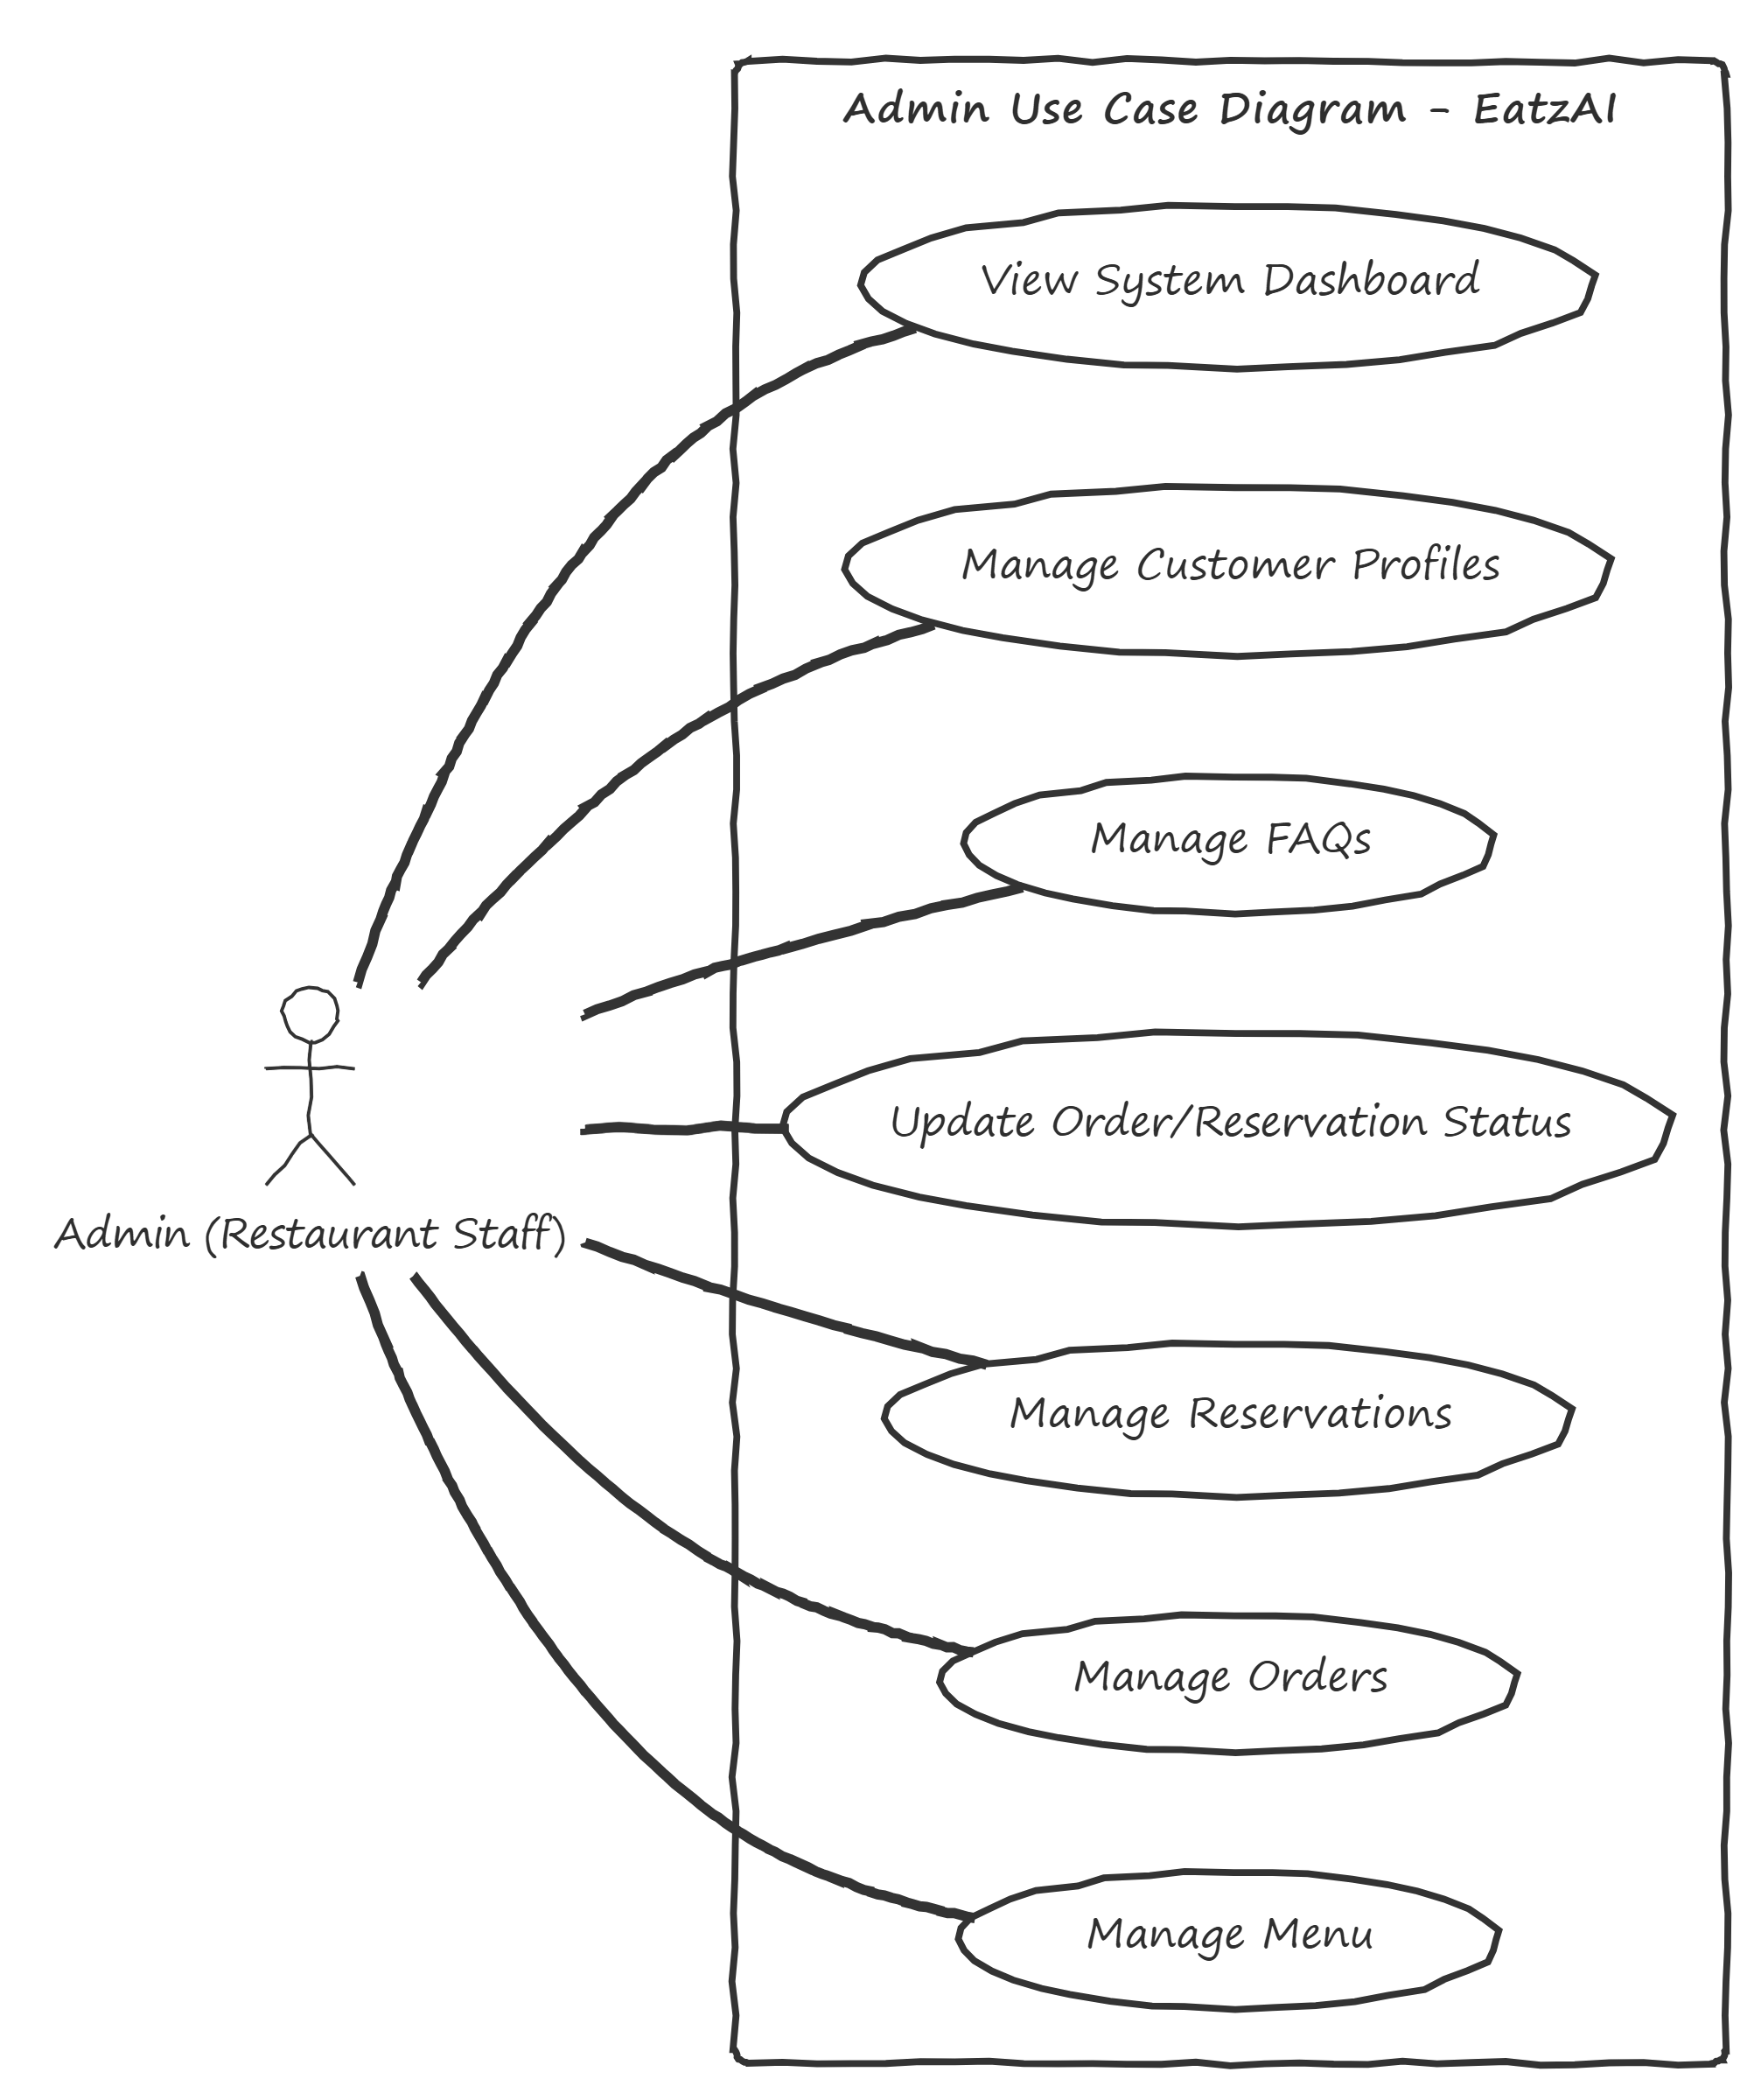 Admin Use Case Diagram - EatzAI
View System Dashboard
Manage Customer Profiles
Manage FAQs
Update Order/Reservation Status
Admin (Restaurant Staff)
Manage Reservations
Manage Orders
Manage Menu